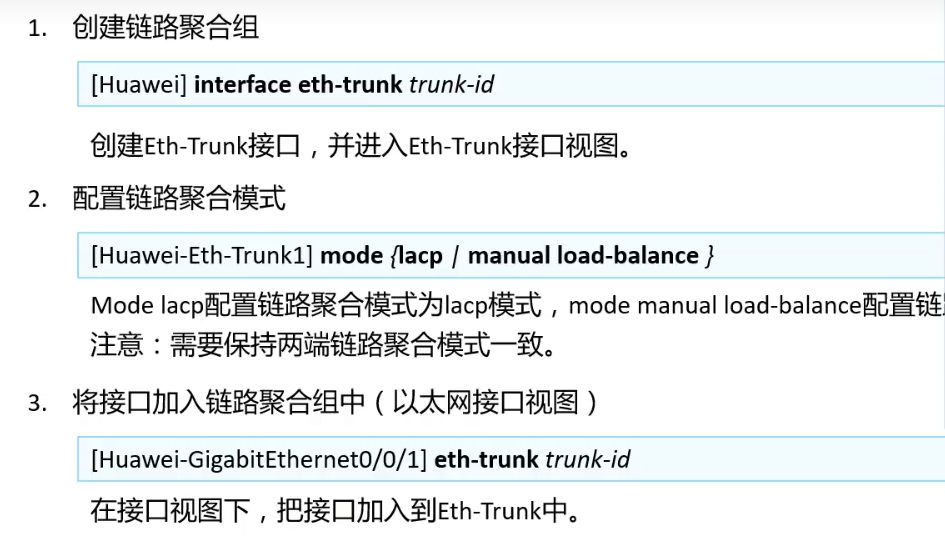 1. 创建链路聚合组
[Huawei] interface eth-trunk trunk-id
创建Eth-Trunk接口，并进入Eth-Trunk接口视图。
2. 配置链路聚合模式
[Huawei-Eth-Trunk1] mode {lacp | manual load-balance }
Mode lacp配置链路聚合模式为lacp模式，mode manual load-balance配置链
注意：需要保持两端链路聚合模式一致。
3. 将接口加入链路聚合组中（以太网接口视图）
[Huawei-GigabitEthernet0/0/1] eth-trunk trunk-id
在接口视图下，把接口加入到Eth-Trunk中。